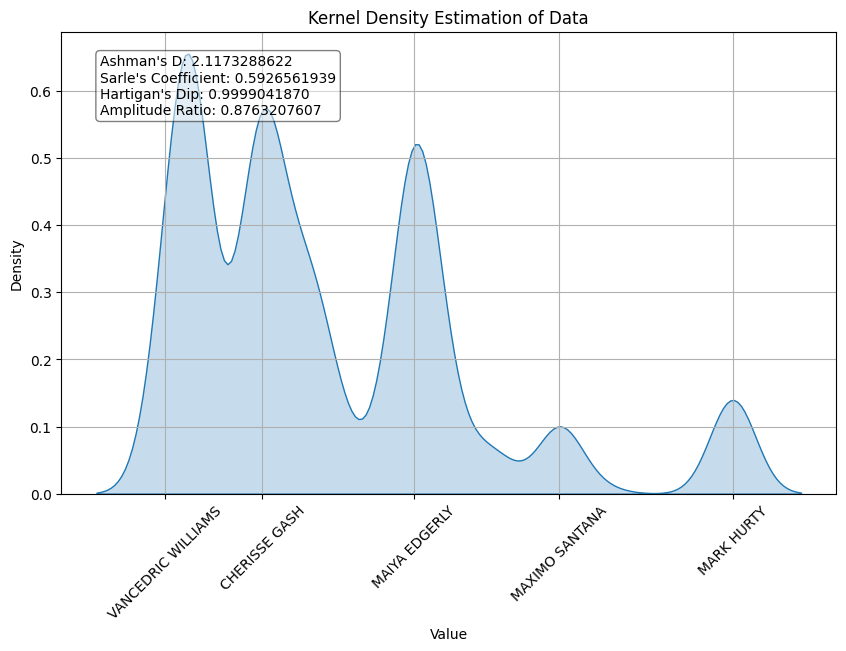 Kernel Density Estimation of Data
Ashman's D: 2.1173288622
Sarle's Coefficient: 0.5926561939
Hartigan's Dip: 0.9999041870
Amplitude Ratio: 0.8763207607
Density
0.6
0.5
0.4
0.3
0.2
0.1
0.0
VANCEDRIC WILLIAMS
CHERISSE GASH
MAIYA EDGERLY
MAXIMO SANTANA
MARK HURTY
Value